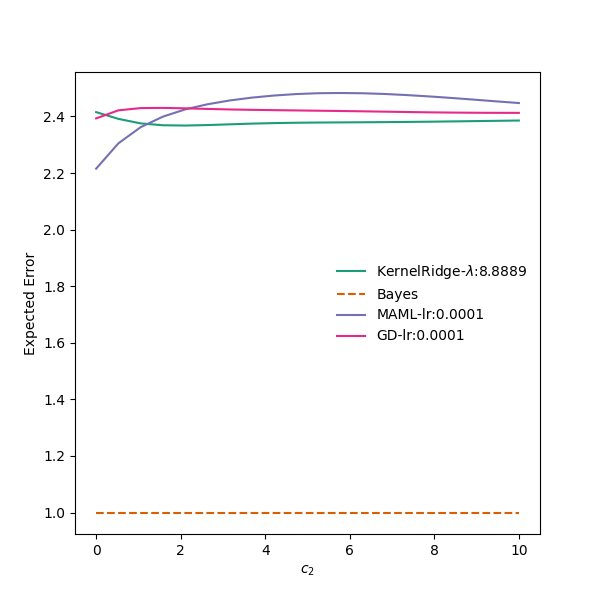 2.4
2.2
2.0
1.8
1.6
1.4
1.2
1.0
Expected Error
KernelRidge-λ:8.8889
Bayes
MAML-lr:0.0001
GD-lr:0.0001
0 2 4 6 8 10
c₂